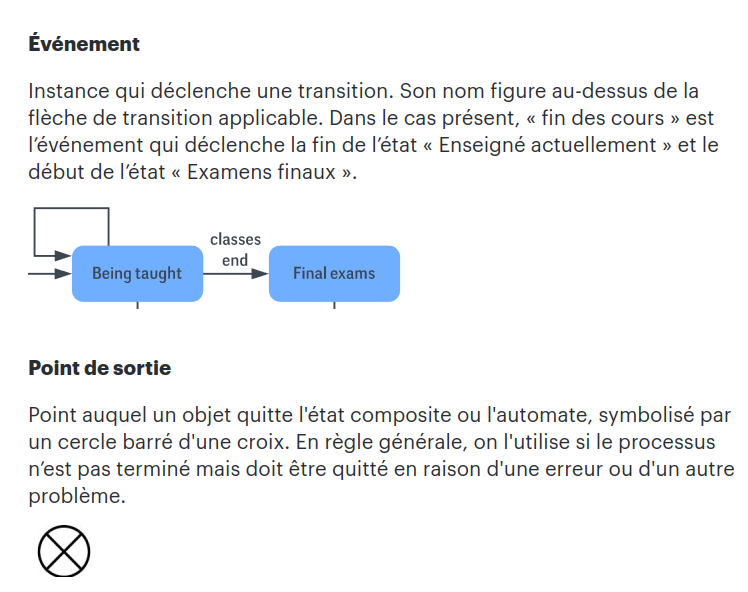 Événement
Instance qui déclenche une transition. Son nom figure au-dessus de la
flèche de transition applicable. Dans le cas présent, « fin des cours » est
l’événement qui déclenche la fin de l’état « Enseigné actuellement » et le
début de l’état « Examens finaux ».
classes
end
Being taught
Final exams
Point de sortie
Point auquel un objet quitte l'état composite ou l'automate, symbolisé par
un cercle barré d'une croix. En règle générale, on l'utilise si le processus
n’est pas terminé mais doit être quitté en raison d'une erreur ou d'un autre
problème.